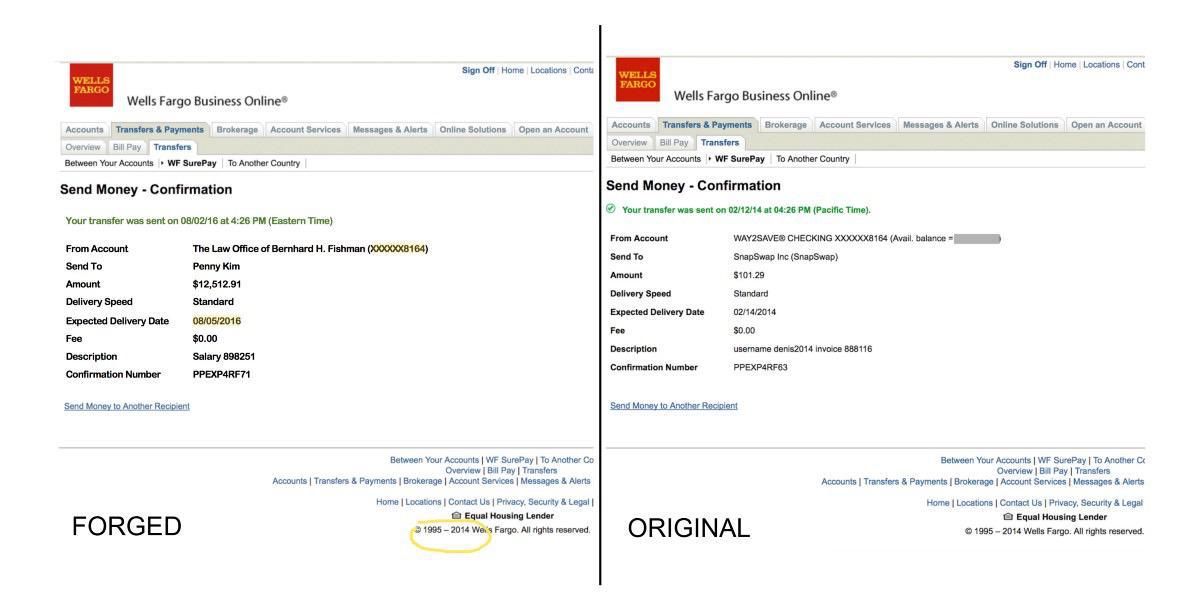 WELLS
FARGO
Sign Off | Home | Locations | Conta
Wells Fargo Business Online®
Accounts Transfers & Payments Brokerage Account Services Messages & Alerts Online Solutions Open an Account
Overview Bill Pay Transfers
Between Your Accounts WF SurePay To Another Country
Send Money - Confirmation
Your transfer was sent on 08/02/16 at 4:26 PM (Eastern Time)
From Account The Law Office of Bernhard H. Fishman (XXXXXX8164)
Send To Penny Kim
Amount $12,512.91
Delivery Speed Standard
Expected Delivery Date 08/05/2016
Fee $0.00
Description Salary 898251
Confirmation Number PPEXP4RF71
Send Money to Another Recipient
Between Your Accounts | WF SurePay | To Another Co
Overview | Bill Pay | Transfers
Accounts | Transfers & Payments | Brokerage | Account Services | Messages & Alerts
Home | Locations | Contact Us | Privacy, Security & Legal |
Equal Housing Lender
© 1995 – 2014 Wells Fargo. All rights reserved.
FORGED
WELLS
FARGO
Sign Off | Home | Locations | Cont
Wells Fargo Business Online®
Accounts Transfers & Payments Brokerage Account Services Messages & Alerts Online Solutions Open an Account
Overview Bill Pay Transfers
Between Your Accounts WF SurePay To Another Country
Send Money - Confirmation
Your transfer was sent on 02/12/14 at 04:26 PM (Pacific Time).
From Account WAY2SAVE® CHECKING XXXXXX8164 (Avail. balance = )
Send To SnapSwap Inc (SnapSwap)
Amount $101.29
Delivery Speed Standard
Expected Delivery Date 02/14/2014
Fee $0.00
Description username denis2014 invoice 888116
Confirmation Number PPEXP4RF63
Send Money to Another Recipient
Between Your Accounts | WF SurePay | To Another Co
Overview | Bill Pay | Transfers
Accounts | Transfers & Payments | Brokerage | Account Services | Messages & Alerts
Home | Locations | Contact Us | Privacy, Security & Legal
Equal Housing Lender
© 1995 – 2014 Wells Fargo. All rights reserved.
ORIGINAL